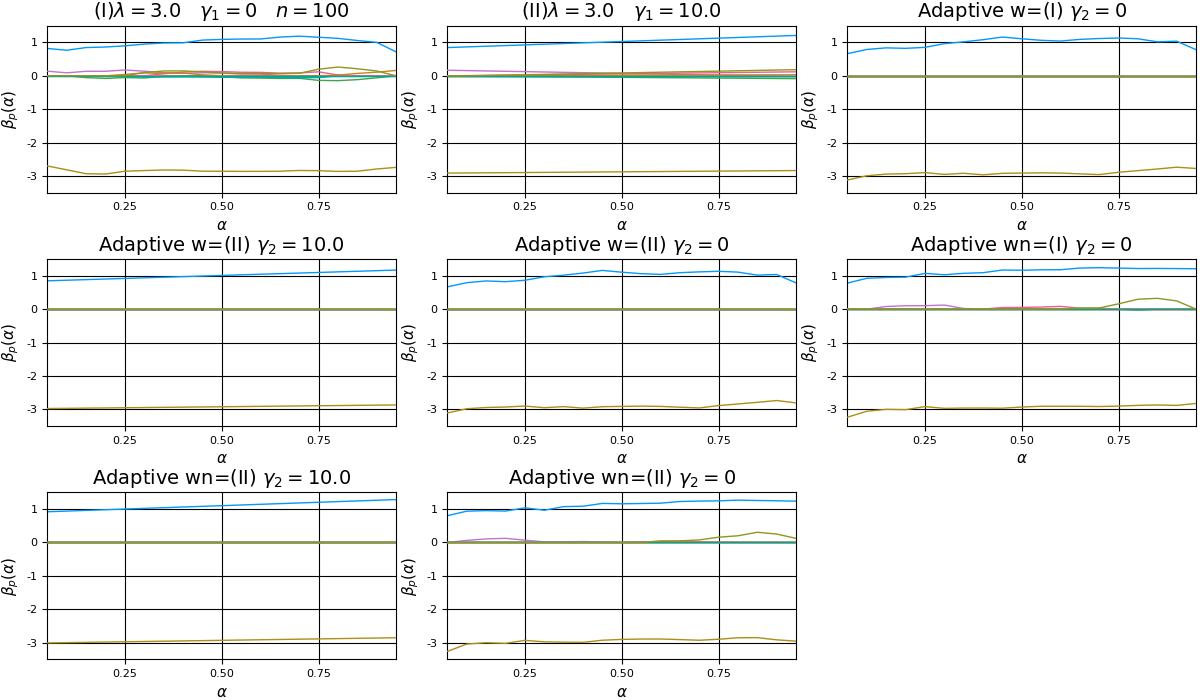 (I)λ = 3.0 γ₁ = 0 n = 100
(II)λ = 3.0 γ₁ = 10.0
Adaptive w=(I) γ₂ = 0
1 1 1
0 0 0
βₚ(α) βₚ(α) βₚ(α)
-1 -1 -1
-2 -2 -2
-3 -3 -3
0.25 0.50 0.75 0.25 0.50 0.75 0.25 0.50 0.75
α α α
Adaptive w=(II) γ₂ = 10.0
Adaptive w=(II) γ₂ = 0
Adaptive wn=(I) γ₂ = 0
1 1 1
0 0 0
βₚ(α) βₚ(α) βₚ(α)
-1 -1 -1
-2 -2 -2
-3 -3 -3
0.25 0.50 0.75 0.25 0.50 0.75 0.25 0.50 0.75
α α α
Adaptive wn=(II) γ₂ = 10.0
Adaptive wn=(II) γ₂ = 0
1 1
0 0
βₚ(α) βₚ(α)
-1 -1
-2 -2
-3 -3
0.25 0.50 0.75 0.25 0.50 0.75
α α